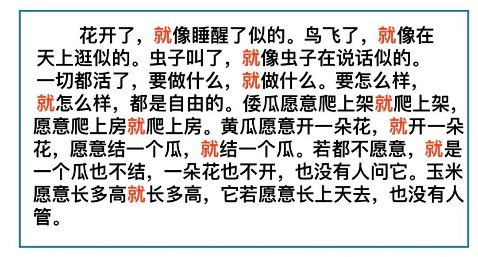 花开了，就像睡醒了似的。鸟飞了，就像在
天上逛似的。虫子叫了，就像虫子在说话似的。
一切都活了，要做什么，就做什么。要怎么样，
就怎么样，都是自由的。倭瓜愿意爬上架就爬上架，
愿意爬上房就爬上房。黄瓜愿意开一朵花，就开一朵
花，愿意结一个瓜，就结一个瓜。若都不愿意，就是
一个瓜也不结，一朵花也不开，也没有人问它。玉米
愿意长多高就长多高，它若愿意长上天去，也没有人
管。